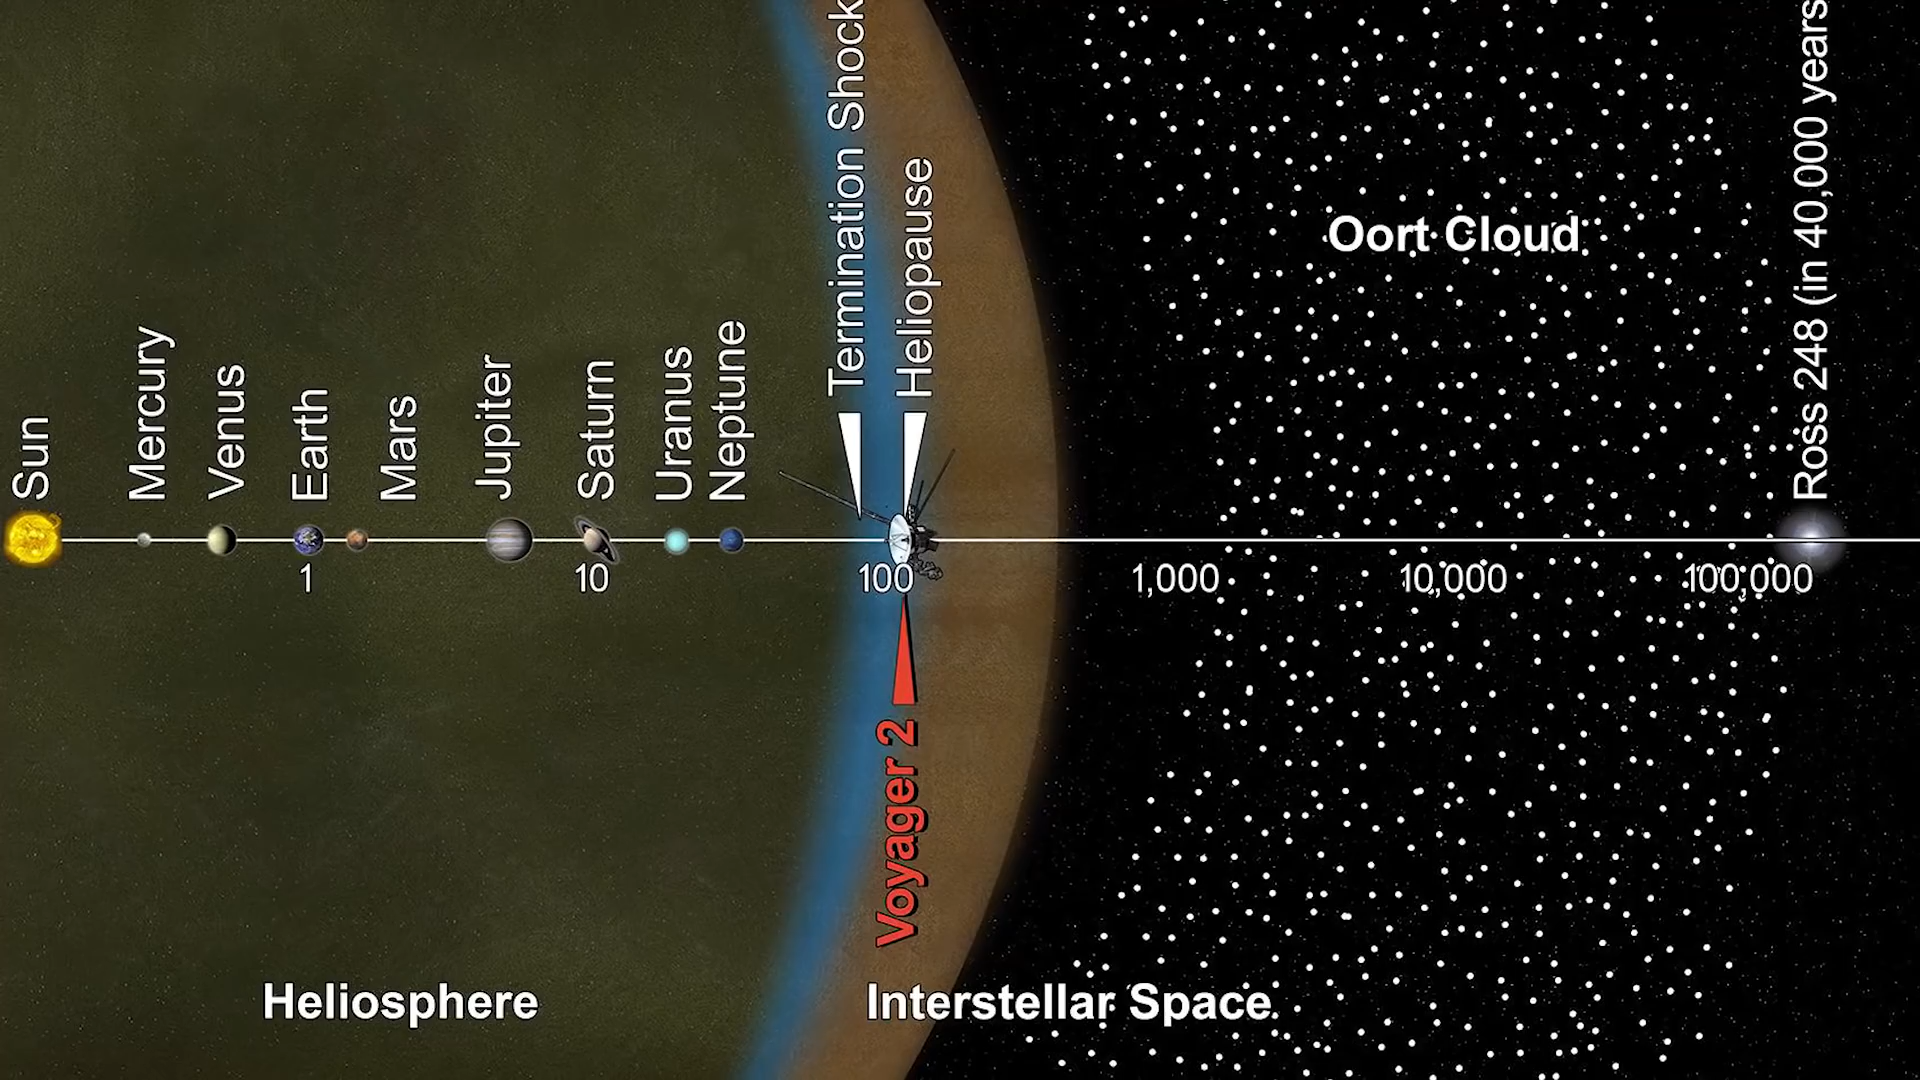 Sun
Mercury
Venus
Earth
Mars
Jupiter
Saturn
Uranus
Neptune
Termination Shock
Heliopause
Oort Cloud
Ross 248 (in 40,000 years
1
10
100
1,000
10,000
100,000
Voyager 2
Heliosphere
Interstellar Space